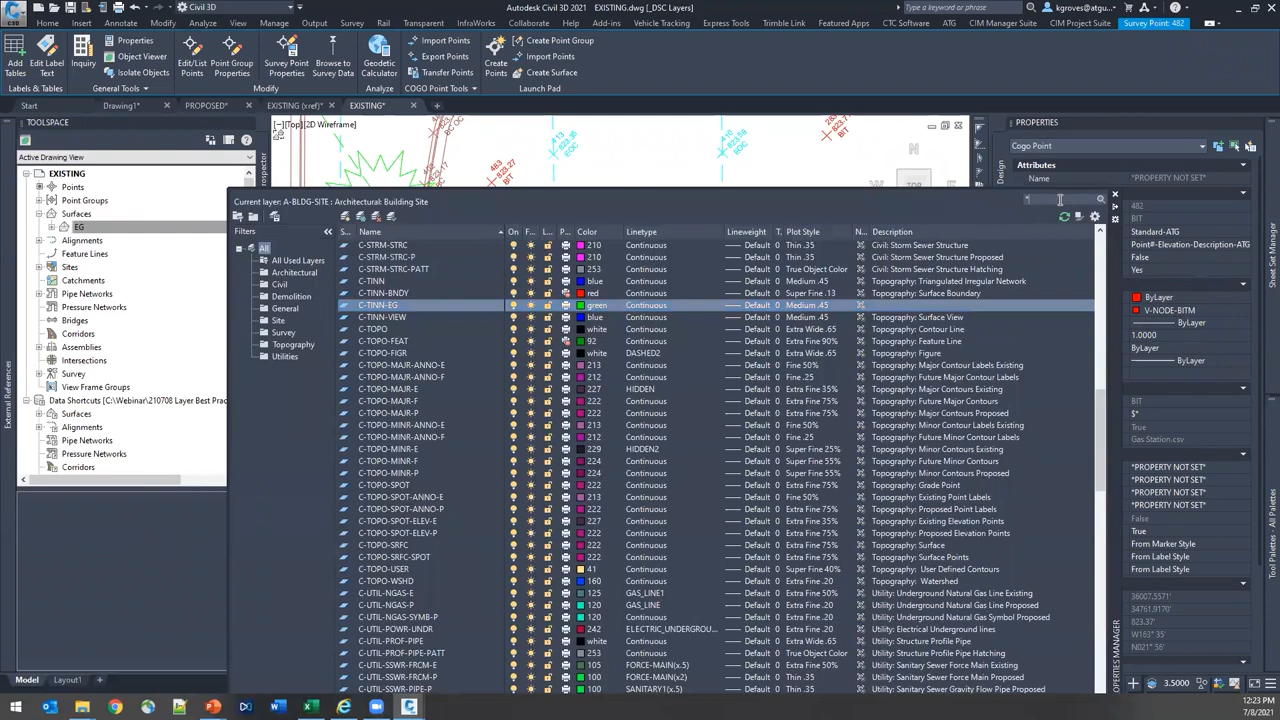 Civil 3D
Autodesk Civil 3D 2021 EXISTING.dwg [_DSC Layers]
Type a keyword or phrase
kgroves@atgu...
Home Insert Annotate Modify Analyze View Manage Output Survey Rail Transparent InfraWorks Collaborate Help Add-ins Vehicle Tracking Express Tools Trimble Link Featured Apps CTC Software ATG CIM Manager Suite CIM Project Suite Survey Point: 482
Add Tables
Edit Label Text
Inquiry
Properties
Object Viewer
Isolate Objects
Edit/List Points
Point Group Properties
Survey Point Properties
Browse to Survey Data
Geodetic Calculator
Import Points
Export Points
Transfer Points
Create Points
Create Point Group
Import Points
Create Surface
Labels & Tables
General Tools
Modify
Analyze
COGO Point Tools
Launch Pad
Start Drawing1* PROPOSED* EXISTING (xref)* EXISTING*
TOOLSPACE
Active Drawing View
EXISTING
Points
Point Groups
Surfaces
EG
Alignments
Feature Lines
Sites
Catchments
Pipe Networks
Pressure Networks
Bridges
Corridors
Assemblies
Intersections
Survey
View Frame Groups
Data Shortcuts [C:\Webinar\210708 Layer Best Prac
Surfaces
Alignments
Pipe Networks
Pressure Networks
View Frame Groups
Corridors
External References
Prospector
[−][Top][2D Wireframe]
N
TOP
PROPERTIES
Cogo Point
Attributes
Name *PROPERTY NOT SET*
482
Standard-ATG
Point#-Elevation-Description-ATG
False
Yes
ByLayer
V-NODE-BITM
ByLayer
1.0000
ByLayer
ByLayer
BIT
$*
True
Gas Station.csv
*PROPERTY NOT SET*
*PROPERTY NOT SET*
*PROPERTY NOT SET*
*PROPERTY NOT SET*
False
True
From Marker Style
From Label Style
From Label Style
36007.5571'
34761.9170'
823.37'
W163° 35'
N021° 56'
Design
TOOL SPACE
Current layer: A-BLDG-SITE : Architectural: Building Site
Filters
All
All Used Layers
Architectural
Civil
Demolition
General
Site
Survey
Topography
Utilities
S... Name On F... L... P... Color Linetype Lineweight T. Plot Style N... Description
C-STRM-STRC 210 Continuous Default 0 Thin .35 Civil: Storm Sewer Structure
C-STRM-STRC-P 210 Continuous Default 0 Thin .35 Civil: Storm Sewer Structure Proposed
C-STRM-STRC-PATT 253 Continuous Default 0 True Object Color Civil: Storm Sewer Structure Hatching
C-TINN blue Continuous Default 0 Medium .45 Topography: Triangulated Irregular Network
C-TINN-BNDY red Continuous Default 0 Super Fine .13 Topography: Surface Boundary
C-TINN-EG green Continuous Default 0 Medium .45
C-TINN-VIEW blue Continuous Default 0 Medium .45 Topography: Surface View
C-TOPO white Continuous Default 0 Extra Wide .65 Topography: Contour Line
C-TOPO-FEAT 92 Continuous Default 0 Extra Fine 90% Topography: Feature Line
C-TOPO-FIGR white DASHED2 Default 0 Extra Wide .65 Topography: Figure
C-TOPO-MAJR-ANNO-E 213 Continuous Default 0 Fine 50% Topography: Major Contour Labels Existing
C-TOPO-MAJR-ANNO-F 212 Continuous Default 0 Fine .25 Topography: Future Major Contour Labels
C-TOPO-MAJR-E 227 HIDDEN Default 0 Extra Fine 35% Topography: Major Contours Existing
C-TOPO-MAJR-F 222 Continuous Default 0 Extra Fine 75% Topography: Future Major Contours
C-TOPO-MAJR-P 222 Continuous Default 0 Extra Fine 75% Topography: Major Contours Proposed
C-TOPO-MINR-ANNO-E 213 Continuous Default 0 Fine 50% Topography: Minor Contour Labels Existing
C-TOPO-MINR-ANNO-F 212 Continuous Default 0 Fine .25 Topography: Future Minor Contour Labels
C-TOPO-MINR-E 229 HIDDEN2 Default 0 Super Fine 25% Topography: Minor Contours Existing
C-TOPO-MINR-F 224 Continuous Default 0 Super Fine 55% Topography: Future Minor Contours
C-TOPO-MINR-P 224 Continuous Default 0 Super Fine 55% Topography: Minor Contours Proposed
C-TOPO-SPOT 222 Continuous Default 0 Extra Fine 75% Topography: Grade Point
C-TOPO-SPOT-ANNO-E 213 Continuous Default 0 Fine 50% Topography: Existing Point Labels
C-TOPO-SPOT-ANNO-P 222 Continuous Default 0 Extra Fine 75% Topography: Proposed Point Labels
C-TOPO-SPOT-ELEV-E 227 Continuous Default 0 Extra Fine 35% Topography: Existing Elevation Points
C-TOPO-SPOT-ELEV-P 222 Continuous Default 0 Extra Fine 75% Topography: Proposed Elevation Points
C-TOPO-SRFC 222 Continuous Default 0 Extra Fine 75% Topography: Surface
C-TOPO-SRFC-SPOT 222 Continuous Default 0 Extra Fine 75% Topography: Surface Points
C-TOPO-USER 41 Continuous Default 0 Super Fine 40% Topography: User Defined Contours
C-TOPO-WSHD 160 Continuous Default 0 Extra Fine .20 Topography: Watershed
C-UTIL-NGAS-E 125 GAS_LINE1 Default 0 Extra Fine 50% Utility: Underground Natural Gas Line Existing
C-UTIL-NGAS-P 120 GAS_LINE Default 0 Extra Fine .20 Utility: Underground Natural Gas Line Proposed
C-UTIL-NGAS-SYMB-P 120 Continuous Default 0 Extra Fine .20 Utility: Underground Natural Gas Symbol Proposed
C-UTIL-POWR-UNDR 242 ELECTRIC_UNDERGROU... Default 0 Extra Fine .20 Utility: Electrical Underground lines
C-UTIL-PROF-PIPE white Continuous Default 0 Extra Wide .65 Utility: Structure Profile Pipe
C-UTIL-PROF-PIPE-PATT 253 Continuous Default 0 True Object Color Utility: Structure Profile Pipe Hatching
C-UTIL-SSWR-FRCM-E 105 FORCE-MAIN(x.5) Default 0 Extra Fine 50% Utility: Sanitary Sewer Force Main Existing
C-UTIL-SSWR-FRCM-P 100 FORCE-MAIN(x.5) Default 0 Thin .35 Utility: Sanitary Sewer Force Main Proposed
C-UTIL-SSWR-PIPE-P 100 SANITARY1(x.5) Default 0 Thin .35 Utility: Sanitary Sewer Gravity Flow Pipe Proposed
LAYER PROPERTIES MANAGER
Model Layout1
3.5000
12:23 PM
7/8/2021